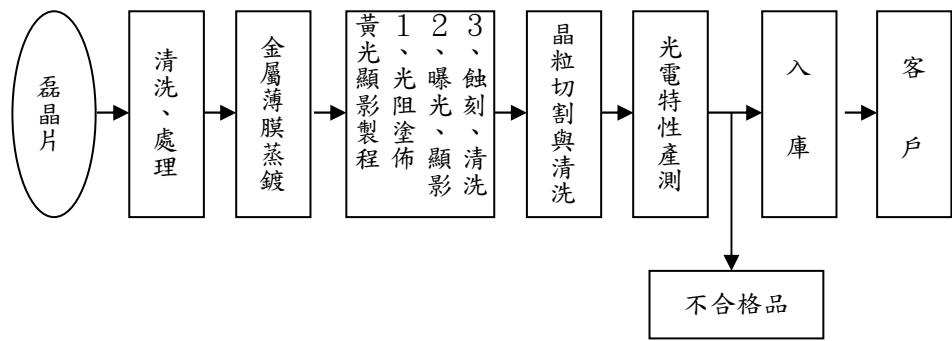 磊晶片
清洗、處理
金屬薄膜蒸鍍
黃光顯影製程
1、光阻塗佈
2、曝光、顯影
3、蝕刻、清洗
晶粒切割與清洗
光電特性產測
入庫
客戶
不合格品